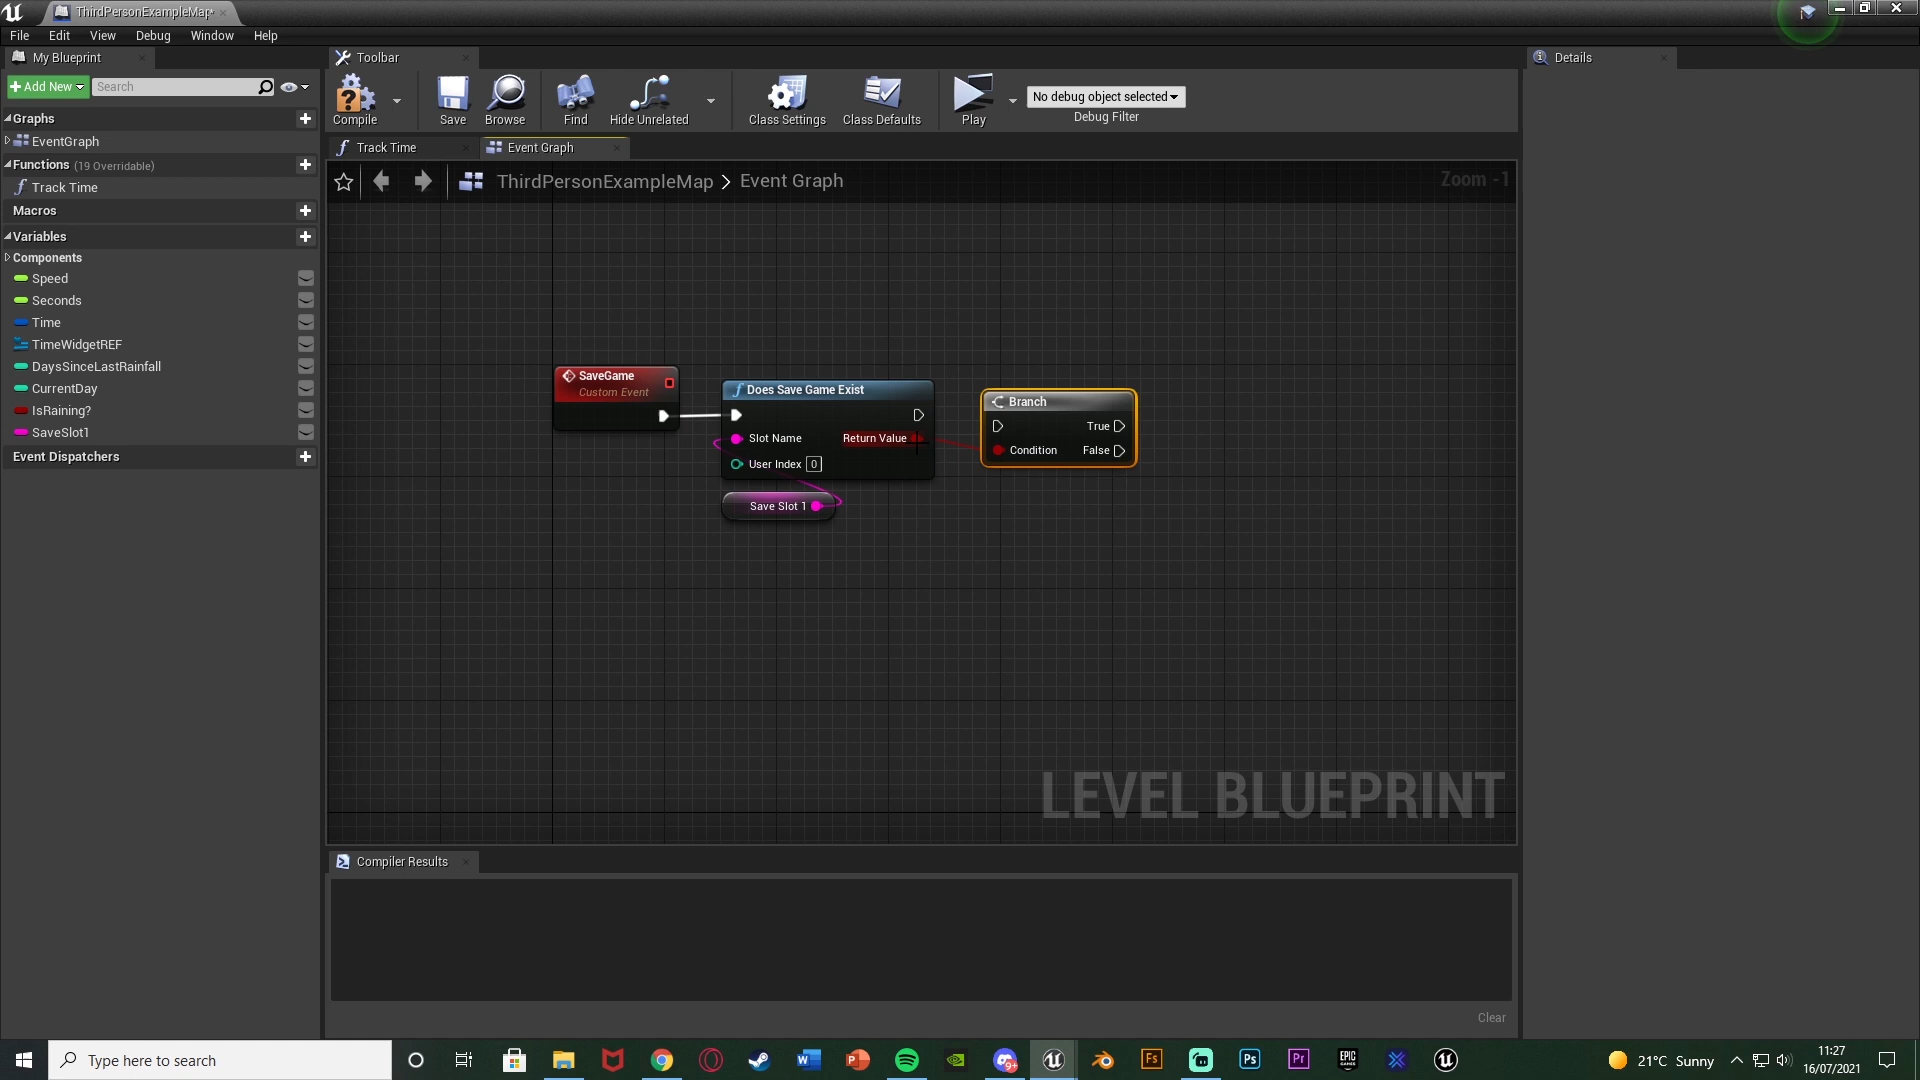 ThirdPersonExampleMap*
File Edit View Debug Window Help
My Blueprint
Toolbar
Details
Add New
Search
Compile
Save
Browse
Find
Hide Unrelated
Class Settings
Class Defaults
Play
No debug object selected
Debug Filter
Graphs
EventGraph
Functions (19 Overridable)
Track Time
Macros
Variables
Components
Speed
Seconds
Time
TimeWidgetREF
DaysSinceLastRainfall
CurrentDay
IsRaining?
SaveSlot1
Event Dispatchers
Track Time
Event Graph
ThirdPersonExampleMap > Event Graph
Zoom -1
SaveGame
Custom Event
Does Save Game Exist
Slot Name
Return Value
User Index 0
Save Slot 1
Branch
True
Condition
False
LEVEL BLUEPRINT
Compiler Results
Clear
Type here to search
9+
21°C Sunny
11:27
16/07/2021